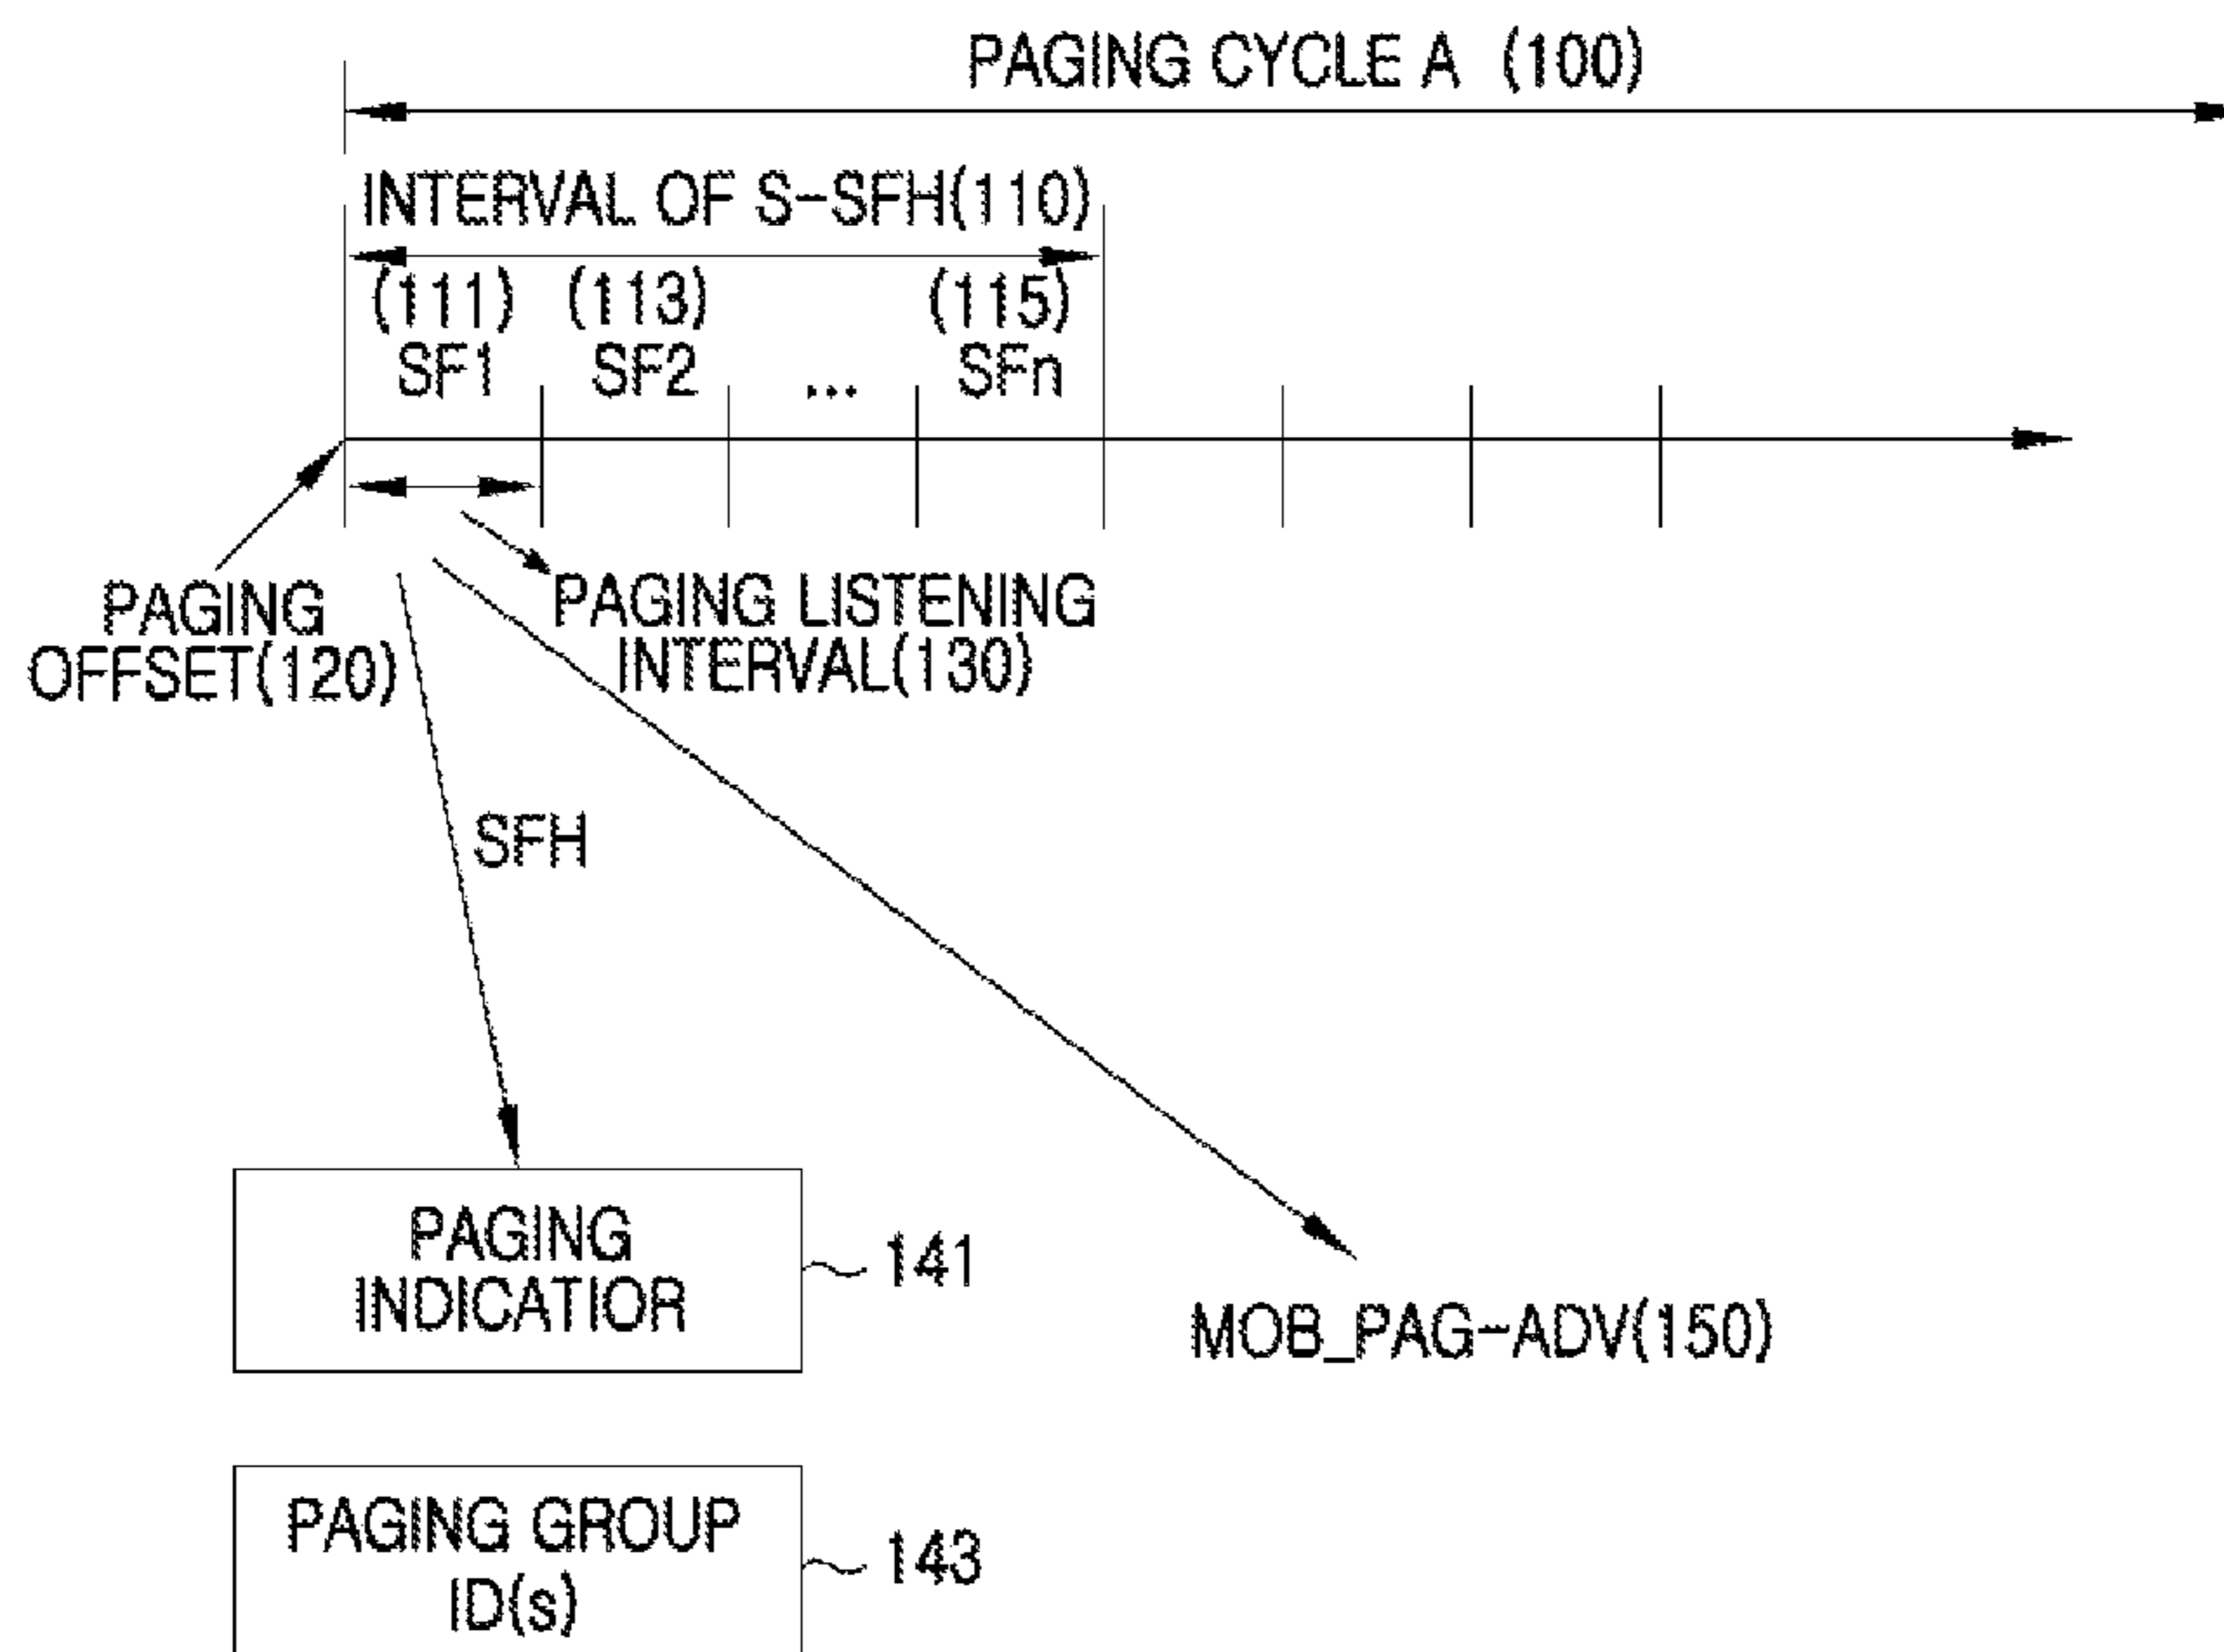 PAGING CYCLE A (100)
INTERVAL OF S-SFH(110)
(111) (113) (115)
SF1 SF2 ... SFn
PAGING
OFFSET(120)
PAGING LISTENING
INTERVAL(130)
SFH
PAGING
INDICATIOR
141
MOB_PAG-ADV(150)
PAGING GROUP
ID(s)
143